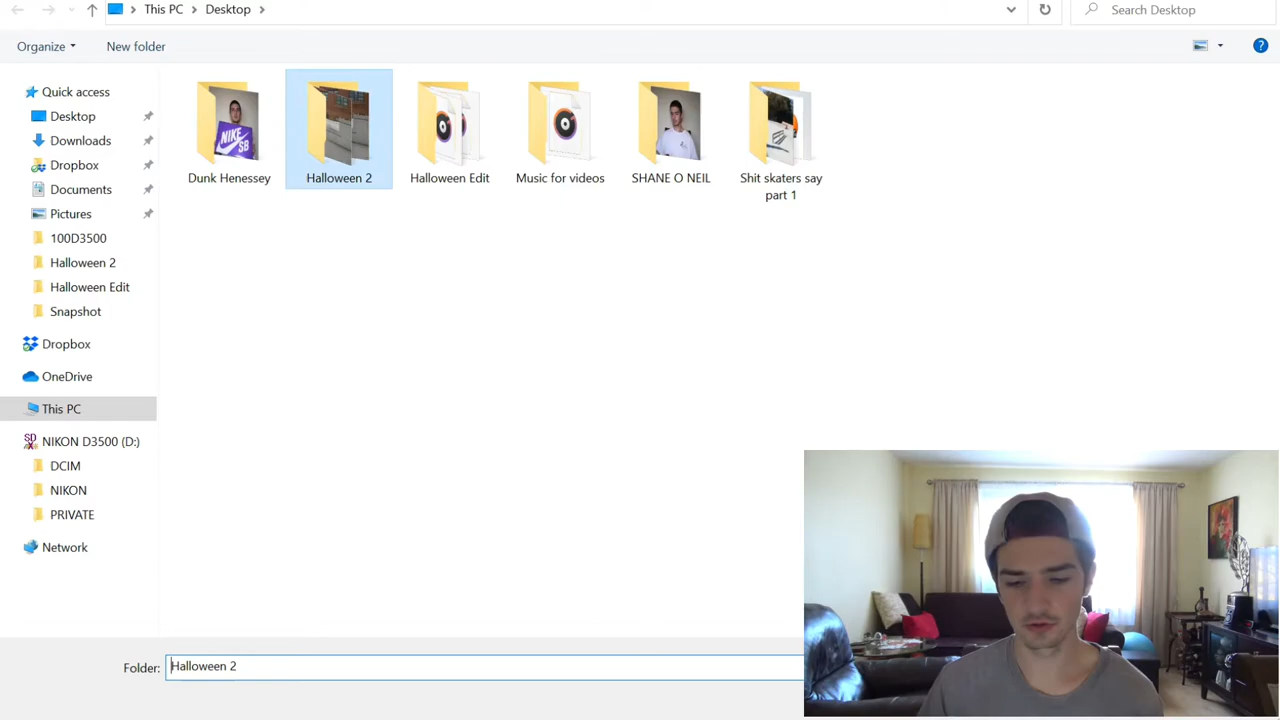 This PC
Desktop
Search Desktop
Organize
New folder
Quick access
Desktop
Downloads
Dropbox
Documents
Pictures
100D3500
Halloween 2
Halloween Edit
Snapshot
Dropbox
OneDrive
This PC
NIKON D3500 (D:)
DCIM
NIKON
PRIVATE
Network
NIKE
SB
Dunk Henessey
Halloween 2
Halloween Edit
Music for videos
SHANE O NEIL
Shit skaters say
part 1
Folder:
Halloween 2